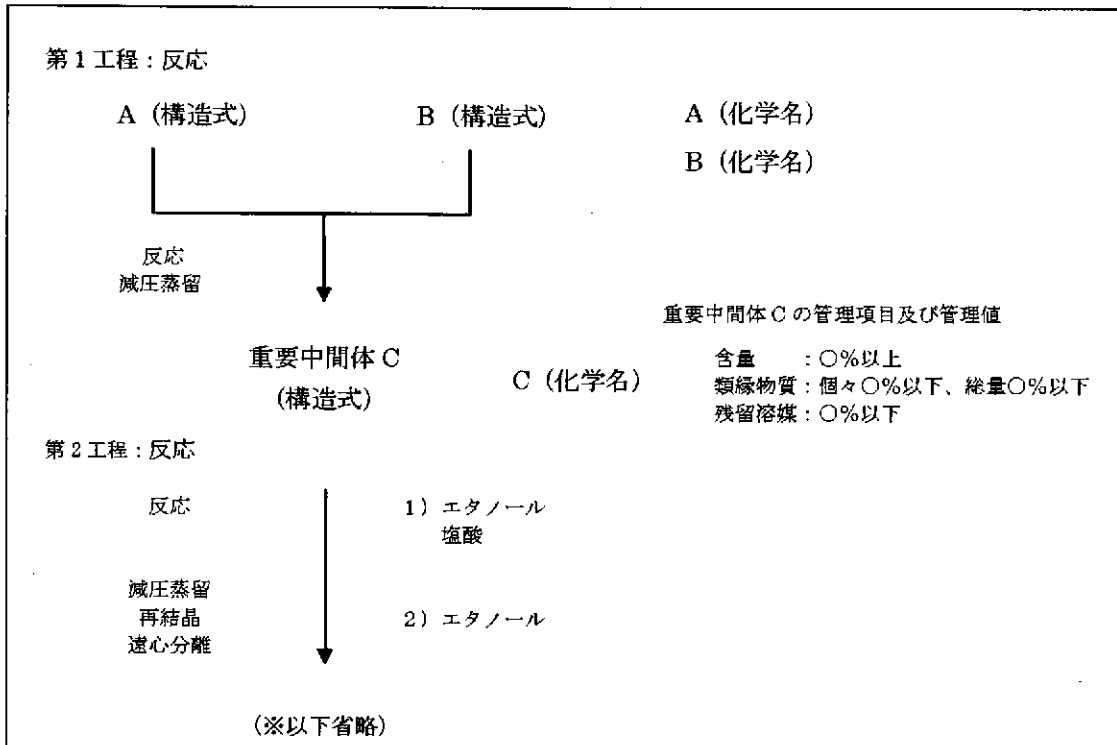 第1工程：反応
A（構造式） B（構造式） A（化学名）
B（化学名）
反応
減圧蒸留
重要中間体Cの管理項目及び管理値
重要中間体C
(構造式)
C（化学名）
含量　　：〇％以上
類縁物質：個々〇％以下、総量〇％以下
残留溶媒：〇％以下
第2工程：反応
反応
1）エタノール
塩酸
減圧蒸留
再結晶
遠心分離
2）エタノール
(※以下省略)